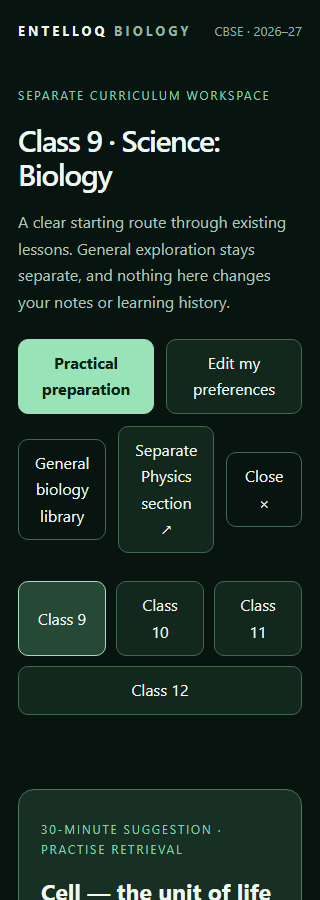 ENTELLOQ BIOLOGY CBSE · 2026–27
SEPARATE CURRICULUM WORKSPACE
Class 9 · Science:
Biology
A clear starting route through existing
lessons. General exploration stays
separate, and nothing here changes
your notes or learning history.
Practical
preparation
Edit my
preferences
General
biology
library
Separate
Physics
section
↗
Close
×
Class 9
Class
10
Class
11
Class 12
30-MINUTE SUGGESTION ·
PRACTISE RETRIEVAL
Cell — the unit of life